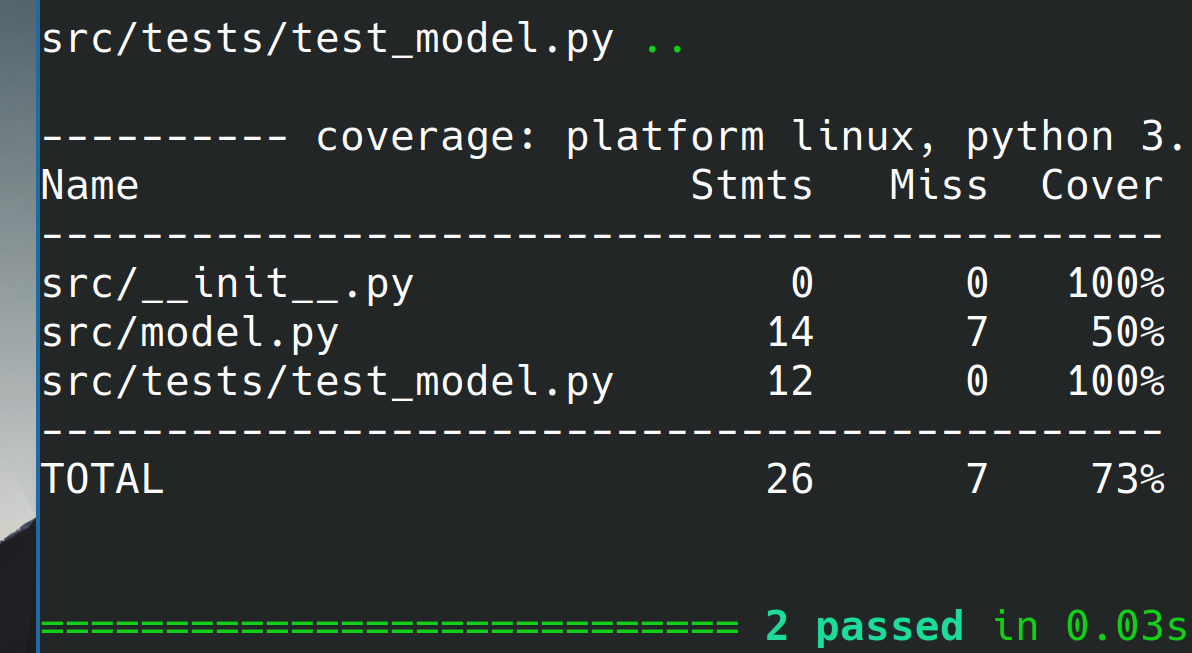 src/tests/test_model.py ..
---------- coverage: platform linux, python 3.
Name Stmts Miss Cover
---------------------------------------------
src/__init__.py 0 0 100%
src/model.py 14 7 50%
src/tests/test_model.py 12 0 100%
---------------------------------------------
TOTAL 26 7 73%
============================ 2 passed in 0.03s